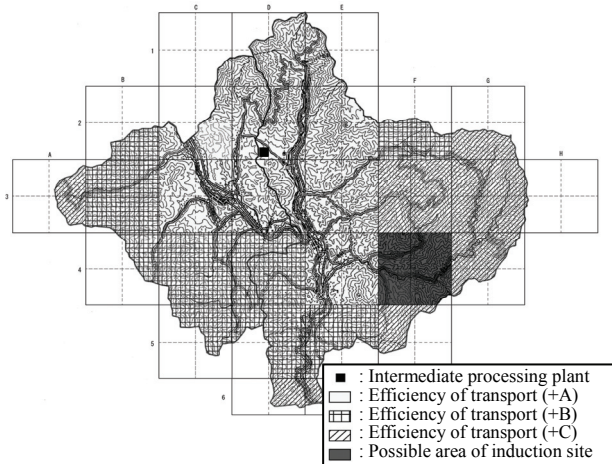 C D E
1
B F G
2
A H
3
4
5
6
: Intermediate processing plant
: Efficiency of transport (+A)
: Efficiency of transport (+B)
: Efficiency of transport (+C)
: Possible area of induction site